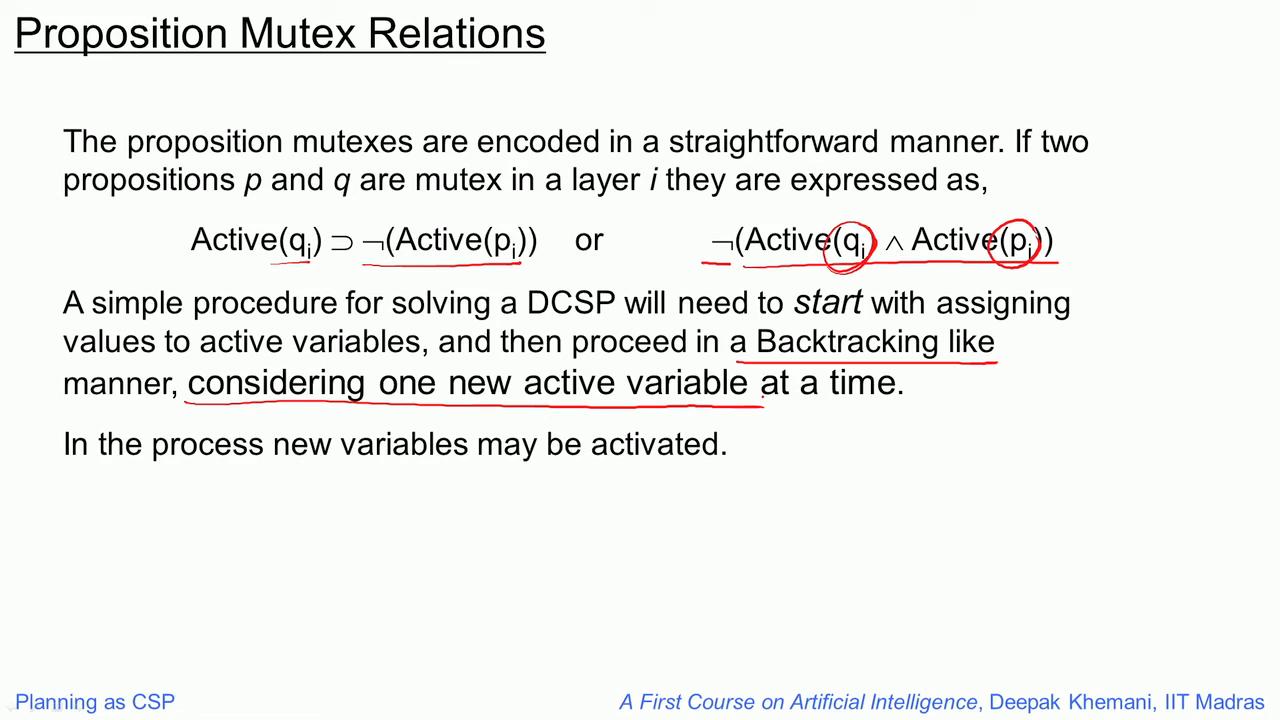 Proposition Mutex Relations
The proposition mutexes are encoded in a straightforward manner. If two
propositions p and q are mutex in a layer i they are expressed as,
Active(qi) ⊃ ¬(Active(pi)) or ¬(Active(qi ∧ Active(pi))
A simple procedure for solving a DCSP will need to start with assigning
values to active variables, and then proceed in a Backtracking like
manner, considering one new active variable at a time.
In the process new variables may be activated.
Planning as CSP
A First Course on Artificial Intelligence, Deepak Khemani, IIT Madras